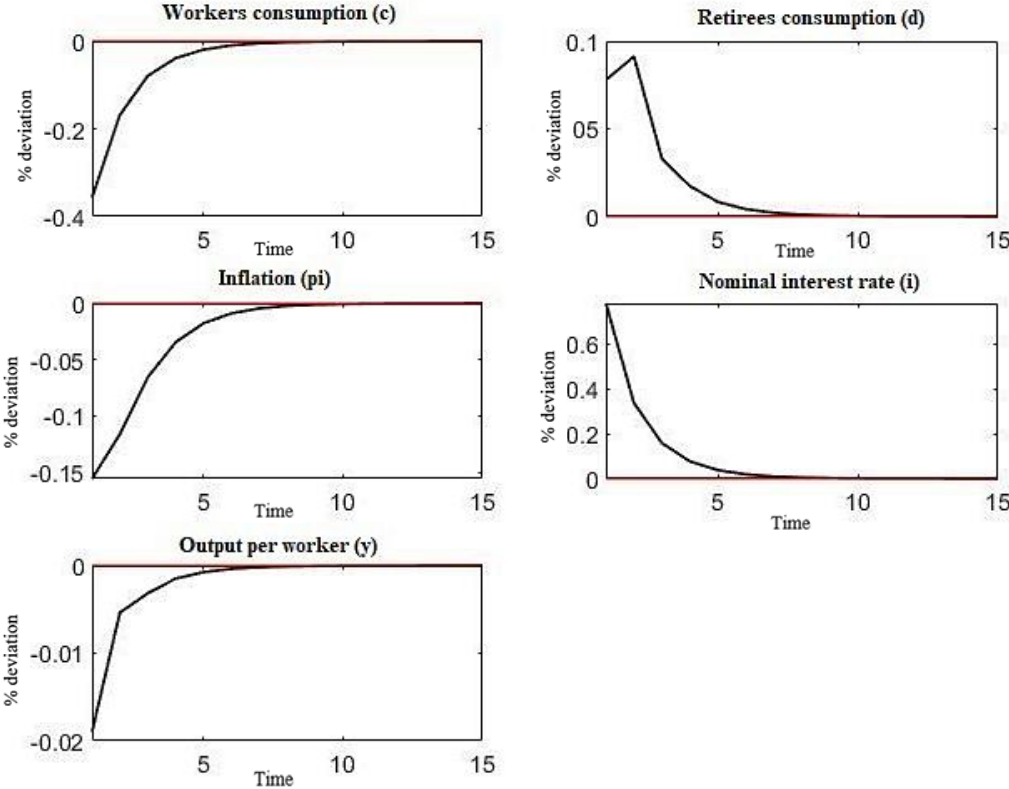 Workers consumption (c)
0
-0.2
-0.4
% deviation
5
10
15
Time
Retirees consumption (d)
0.1
05
0
% deviation
5
10
15
Time
Inflation (pi)
0
-0.05
-0.1
-0.15
% deviation
5
10
15
Time
Nominal interest rate (i)
0.6
0.4
0.2
0
% deviation
5
10
15
Time
Output per worker (y)
0
-0.01
-0.02
% deviation
5
10
15
Time